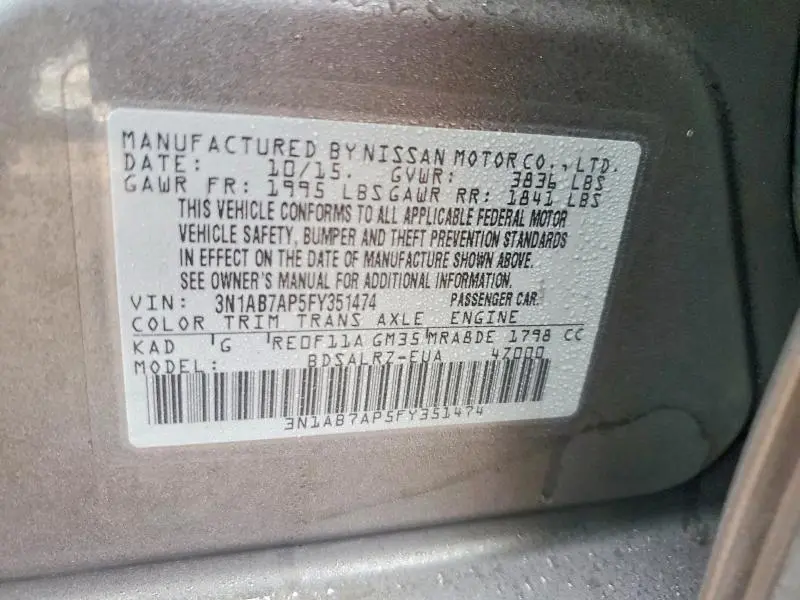 MANUFACTURED BY NISSAN MOTOR CO., LTD.
DATE: 10/15. GVWR: 3836 LBS
GAWR FR: 1995 LBS GAWR RR: 1841 LBS
THIS VEHICLE CONFORMS TO ALL APPLICABLE FEDERAL MOTOR
VEHICLE SAFETY, BUMPER AND THEFT PREVENTION STANDARDS
IN EFFECT ON THE DATE OF MANUFACTURE SHOWN ABOVE.
SEE OWNER'S MANUAL FOR ADDITIONAL INFORMATION.
VIN: 3N1AB7AP5FY351474 PASSENGER CAR.
COLOR TRIM TRANS AXLE ENGINE
KAD G RE0F11A GM35 MRA8DE 1798 CC
MODEL: BDSALRZ-EUA 47000
3N1AB7AP5FY351474